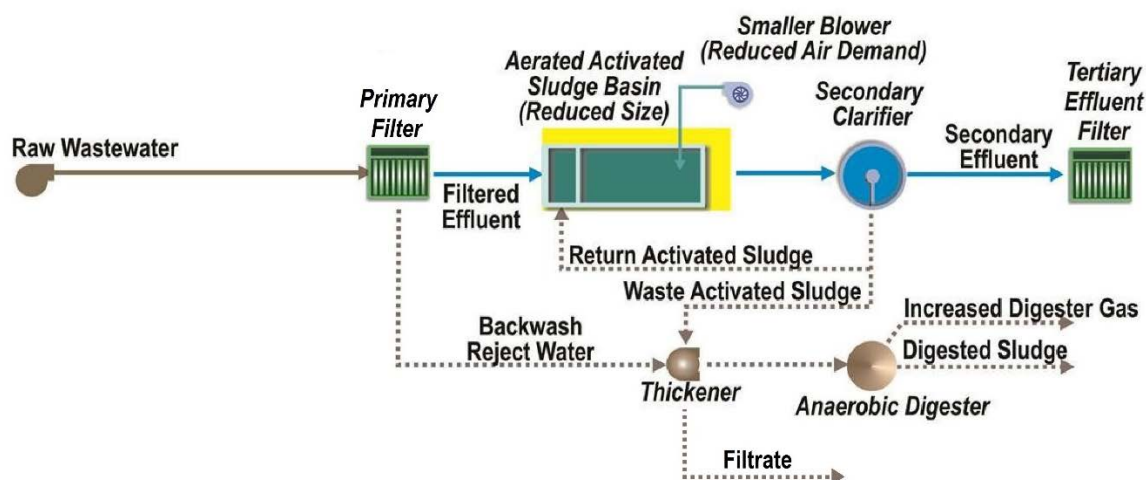 Smaller Blower
(Reduced Air Demand)
Aerated Activated
Sludge Basin
(Reduced Size)
Primary
Filter
Secondary
Clarifier
Tertiary
Effluent
Filter
Raw Wastewater
Filtered
Effluent
Secondary
Effluent
Return Activated Sludge
Waste Activated Sludge
Backwash
Reject Water
Increased Digester Gas
Digested Sludge
Thickener
Anaerobic Digester
Filtrate